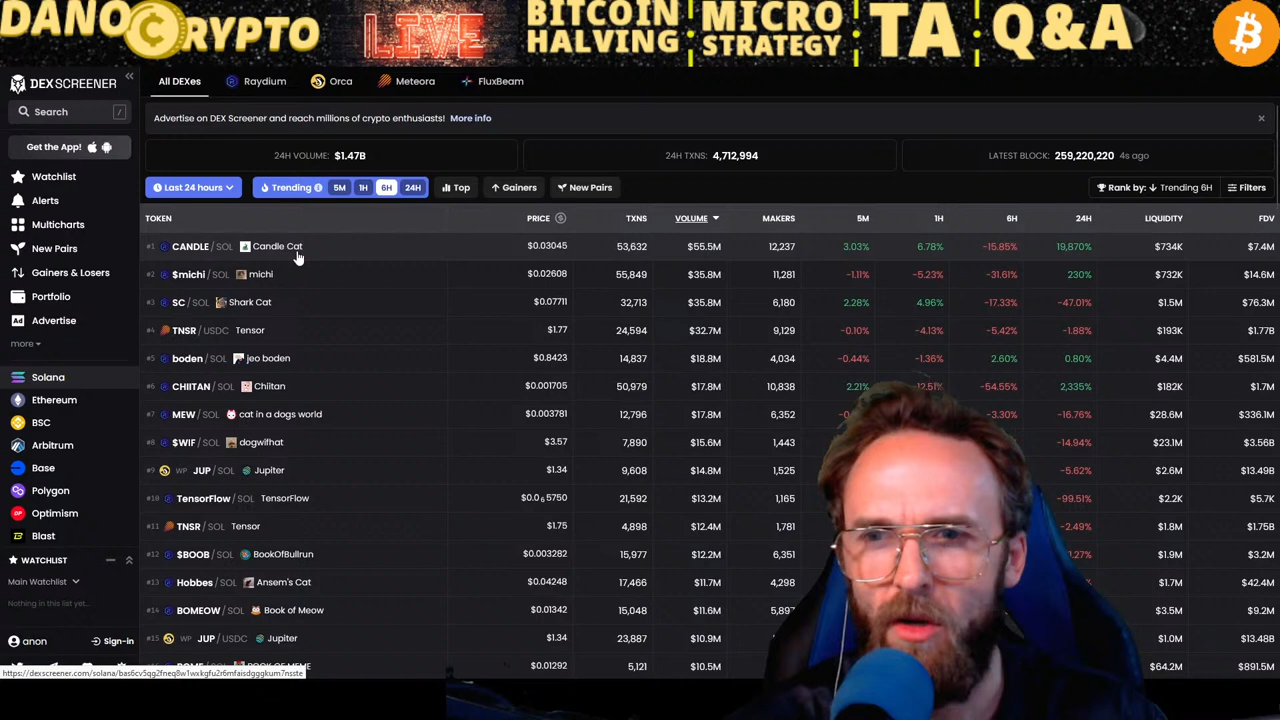 DANO CRYPTO
LIVE
BITCOIN HALVING
MICRO STRATEGY
TA
Q&A
DEXSCREENER
All DEXes Raydium Orca Meteora FluxBeam
Search /
Advertise on DEX Screener and reach millions of crypto enthusiasts! More info
Get the App!
24H VOLUME: $1.47B 24H TXNS: 4,712,994 LATEST BLOCK: 259,220,220 4s ago
Last 24 hours Trending 5M 1H 6H 24H Top Gainers New Pairs Rank by: Trending 6H Filters
Watchlist
Alerts
Multicharts
New Pairs
Gainers & Losers
Portfolio
Ad Advertise
more
Solana
Ethereum
BSC
Arbitrum
Base
Polygon
Optimism
Blast
WATCHLIST
Main Watchlist
Nothing in this list yet...
anon Sign-in
TOKEN PRICE TXNS VOLUME MAKERS 5M 1H 6H 24H LIQUIDITY FDV
#1 CANDLE / SOL Candle Cat $0.03045 53,632 $55.5M 12,237 3.03% 6.78% -15.85% 19,870% $734K $7.4M
#2 $michi / SOL michi $0.02608 55,849 $35.8M 11,281 -1.11% -5.23% -31.61% 230% $732K $14.6M
#3 SC / SOL Shark Cat $0.07711 32,713 $35.8M 6,180 2.28% 4.96% -17.33% -47.01% $1.5M $76.3M
#4 TNSR / USDC Tensor $1.77 24,594 $32.7M 9,129 -0.10% -4.13% -5.42% -1.88% $193K $1.77B
#5 boden / SOL jeo boden $0.8423 14,837 $18.8M 4,034 -0.44% -1.36% 2.60% 0.80% $4.4M $581.5M
#6 CHIITAN / SOL Chiitan $0.001705 50,979 $17.8M 10,838 2.21% -54.55% 2,335% $182K $1.7M
#7 MEW / SOL cat in a dogs world $0.003781 12,796 $17.8M 6,352 -3.30% -16.76% $28.6M $336.1M
#8 $WIF / SOL dogwifhat $3.57 7,890 $15.6M 1,443 -14.94% $23.1M $3.56B
#9 WP JUP / SOL Jupiter $1.34 9,608 $14.8M 1,525 -5.62% $2.6M $13.49B
#10 TensorFlow / SOL TensorFlow $0.0₆5750 21,592 $13.2M 1,165 -99.51% $2.2K $5.7K
#11 TNSR / SOL Tensor $1.75 4,898 $12.4M 1,781 -2.49% $1.8M $1.75B
#12 $BOOB / SOL BookOfBullrun $0.003282 15,977 $12.2M 6,351 $1.9M $3.2M
#13 Hobbes / SOL Ansem's Cat $0.04248 17,466 $11.7M 4,298 $1.7M $42.4M
#14 BOMEOW / SOL Book of Meow $0.01342 15,048 $11.6M $3.5M $9.2M
#15 WP JUP / USDC Jupiter $1.34 23,887 $10.9M $1.0M $13.48B
$0.01292 5,121 $10.5M $64.2M $891.5M